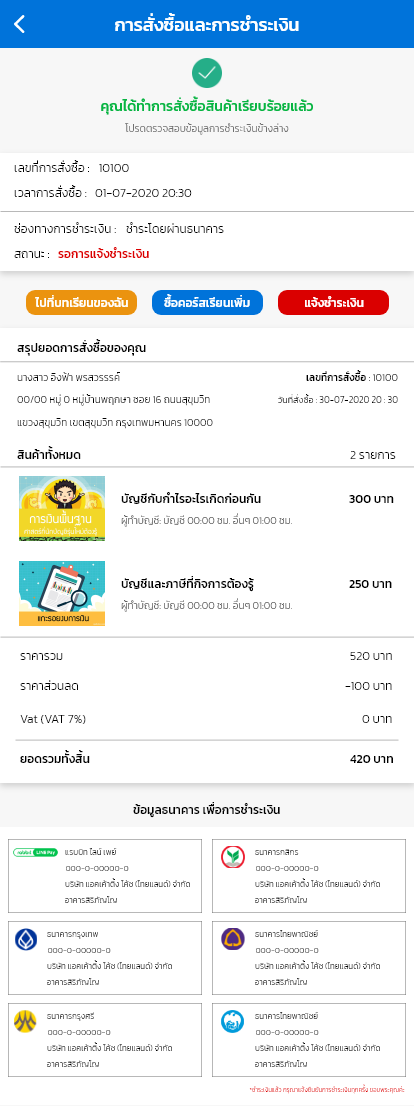 การสั่งซื้อและการชำระเงิน
คุณได้ทำการสั่งซื้อสินค้าเรียบร้อยแล้ว
โปรดตรวจสอบข้อมูลการชำระเงินข้างล่าง
เลขที่การสั่งซื้อ : 10100
เวลาการสั่งซื้อ : 01-07-2020 20:30
ช่องทางการชำระเงิน : ชำระโดยผ่านธนาคาร
สถานะ : รอการแจ้งชำระเงิน
ไปที่บทเรียนของฉัน ซื้อคอร์สเรียนเพิ่ม แจ้งชำระเงิน
สรุปยอดการสั่งซื้อของคุณ
นางสาว อิงฟ้า พรสวรรรค์ เลขที่การสั่งซื้อ : 10100
00/00 หมู่ 0 หมู่บ้านพฤกษา ซอย 16 ถนนสุขุมวิท วันที่สั่งซื้อ : 30-07-2020 20 : 30
แขวงสุขุมวิท เขตสุขุมวิท กรุงเทพมหานคร 10000
สินค้าทั้งหมด 2 รายการ
การเงินพื้นฐาน
บัญชีกับกำไรอะไรเกิดก่อนกัน 300 บาท
ผู้ทำบัญชี: บัญชี 00:00 ชม. อื่นๆ 01:00 ชม.
แกะรอยงบการเงิน
บัญชีและภาษีที่กิจการต้องรู้ 250 บาท
ผู้ทำบัญชี: บัญชี 00:00 ชม. อื่นๆ 01:00 ชม.
ราคารวม 520 บาท
ราคาส่วนลด -100 บาท
Vat (VAT 7%) 0 บาท
ยอดรวมทั้งสิ้น 420 บาท
ข้อมูลธนาคาร เพื่อการชำระเงิน
rabbit LINE Pay
แรบบิท ไลน์ เพย์
000-0-00000-0
บริษัท แอคเค้าติ้ง โค้ช (ไทยแลนด์) จำกัด
อาคารสิริภิญโญ
ธนาคารกสิกร
000-0-00000-0
บริษัท แอคเค้าติ้ง โค้ช (ไทยแลนด์) จำกัด
อาคารสิริภิญโญ
ธนาคารกรุงเทพ
000-0-00000-0
บริษัท แอคเค้าติ้ง โค้ช (ไทยแลนด์) จำกัด
อาคารสิริภิญโญ
ธนาคารไทยพาณิชย์
000-0-00000-0
บริษัท แอคเค้าติ้ง โค้ช (ไทยแลนด์) จำกัด
อาคารสิริภิญโญ
ธนาคารกรุงศรี
000-0-00000-0
บริษัท แอคเค้าติ้ง โค้ช (ไทยแลนด์) จำกัด
อาคารสิริภิญโญ
ธนาคารไทยพาณิชย์
000-0-00000-0
บริษัท แอคเค้าติ้ง โค้ช (ไทยแลนด์) จำกัด
อาคารสิริภิญโญ
*ชำระเงินแล้ว กรุณาแจ้งยืนยันการชำระเงินทุกครั้ง ขอบพระคุณค่ะ